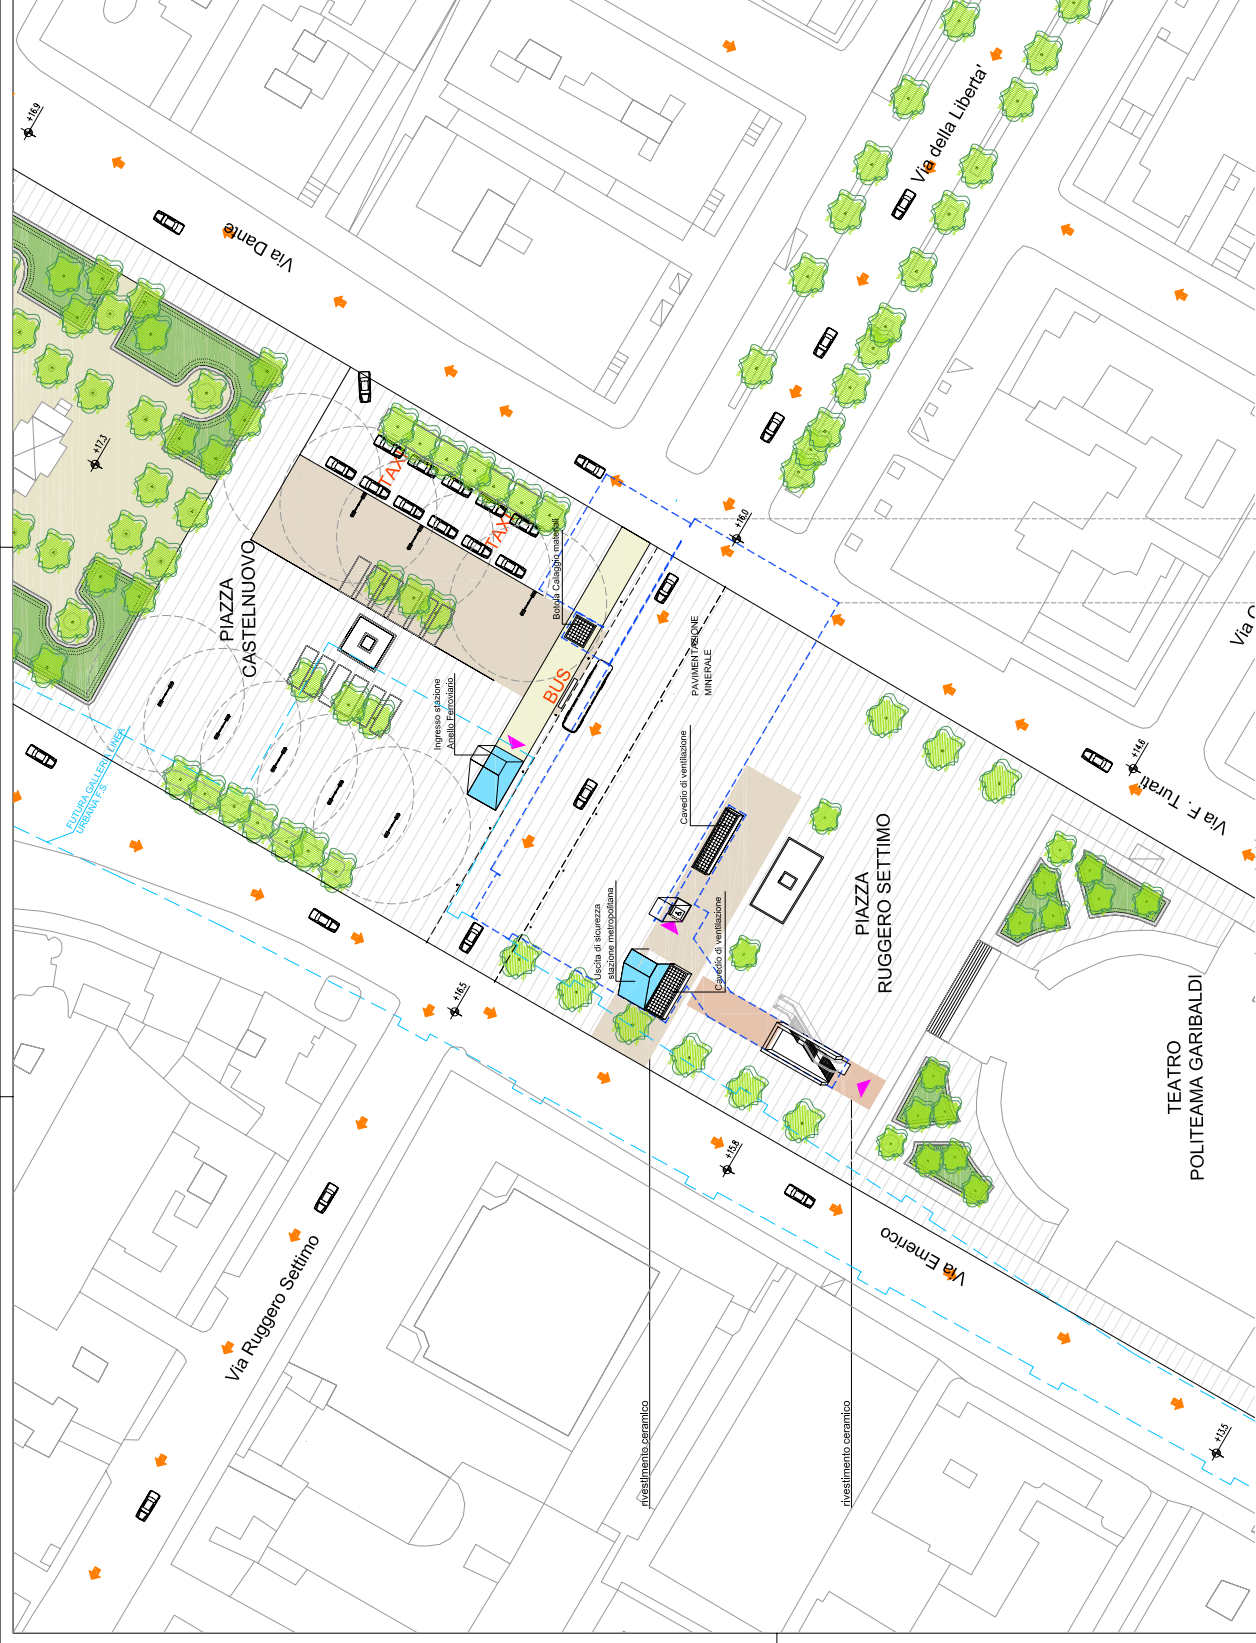 +16.9
Via Dante
Via della Liberta'
+17.3
PIAZZA
CASTELNUOVO
TAXI
TAXI
Botola Calaggio materiali
+16.0
BUS
Ingresso stazione
Anello Ferroviario
PAVIMENTAZIONE
MINERALE
FUTURA GALLERIA LINEA
URBANA F.S.
Cavedio di ventilazione
Via F. Turati
+14.6
PIAZZA
RUGGERO SETTIMO
Uscita di sicurezza
stazione metropolitana
Cavedio di ventilazione
+16.5
TEATRO
POLITEAMA GARIBALDI
+15.8
Via Emerico
Via Ruggero Settimo
rivestimento ceramico
rivestimento ceramico
+13.5